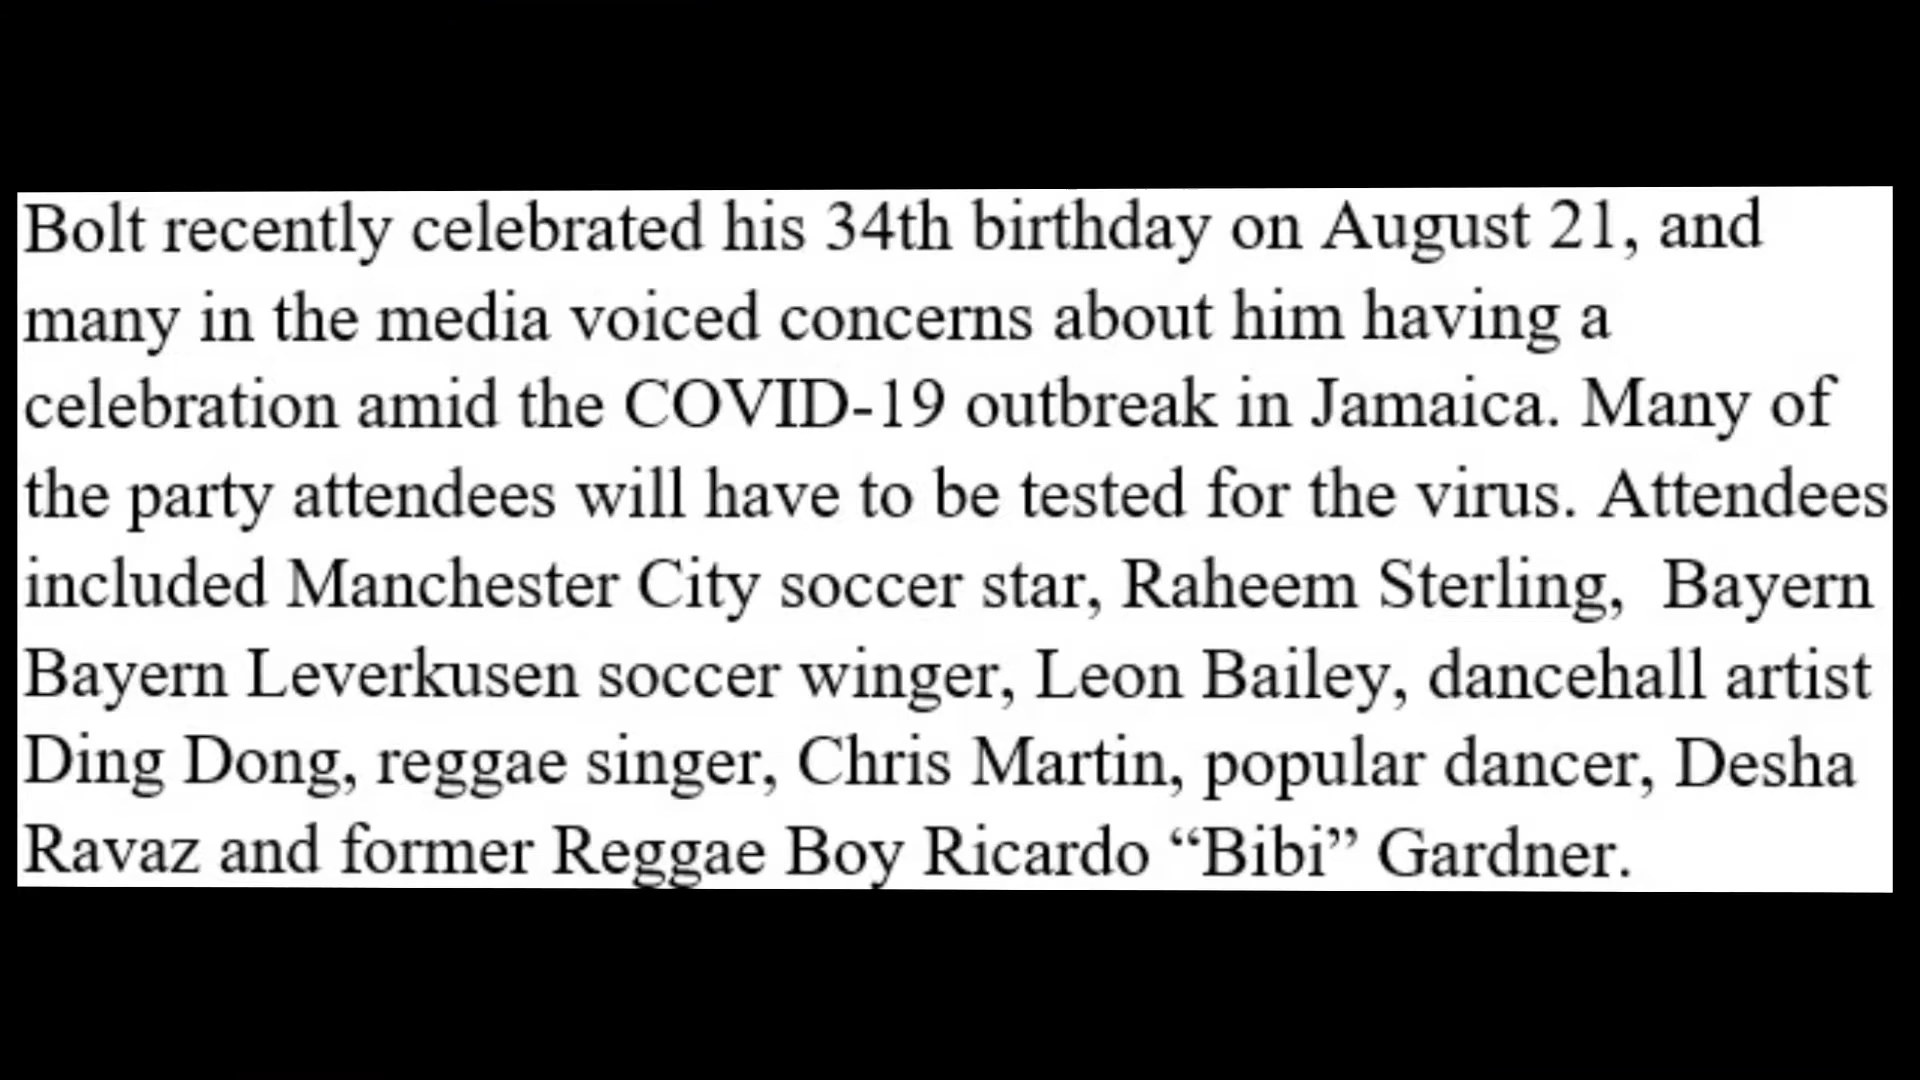 Bolt recently celebrated his 34th birthday on August 21, and
many in the media voiced concerns about him having a
celebration amid the COVID-19 outbreak in Jamaica. Many of
the party attendees will have to be tested for the virus. Attendees
included Manchester City soccer star, Raheem Sterling,  Bayern
Bayern Leverkusen soccer winger, Leon Bailey, dancehall artist
Ding Dong, reggae singer, Chris Martin, popular dancer, Desha
Ravaz and former Reggae Boy Ricardo “Bibi” Gardner.